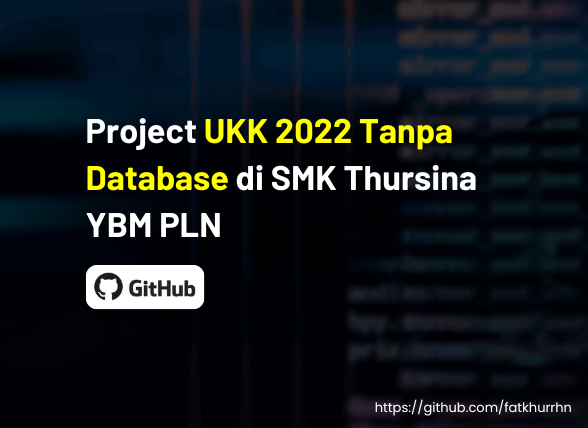 Project UKK 2022 Tanpa
Database di SMK Thursina
YBM PLN
GitHub
https://github.com/fatkhurrhn